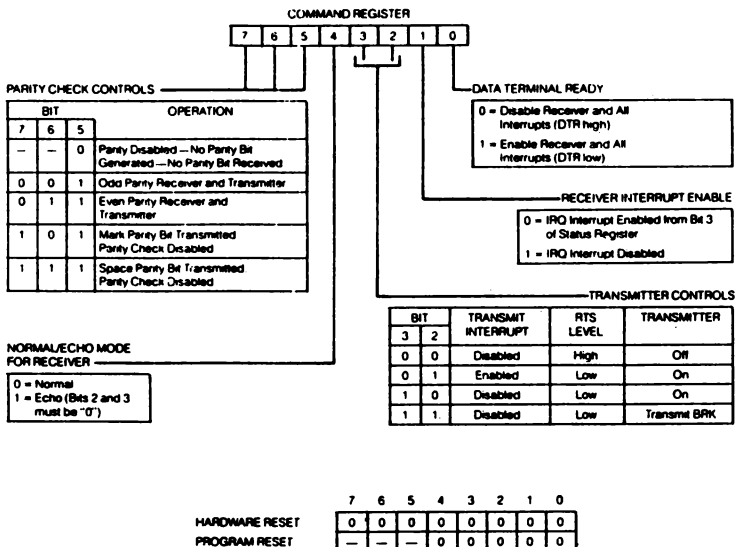 COMMAND REGISTER
7 6 5 4 3 2 1 0
PARITY CHECK CONTROLS
BIT OPERATION
7 6 5
— — 0 Parity Disabled — No Parity Bit
Generated — No Parity Bit Received
0 0 1 Odd Parity Receiver and Transmitter
0 1 1 Even Parity Receiver and
Transmitter
1 0 1 Mark Parity Bit Transmitted
Parity Check Disabled
1 1 1 Space Parity Bit Transmitted
Parity Check Disabled
NORMAL/ECHO MODE
FOR RECEIVER
0 = Normal
1 = Echo (Bits 2 and 3
must be "0")
DATA TERMINAL READY
0 = Disable Receiver and All
Interrupts (DTR high)
1 = Enable Receiver and All
Interrupts (DTR low)
RECEIVER INTERRUPT ENABLE
0 = IRQ Interrupt Enabled from Bit 3
of Status Register
1 = IRQ Interrupt Disabled
TRANSMITTER CONTROLS
BIT TRANSMIT INTERRUPT RTS LEVEL TRANSMITTER
3 2
0 0 Disabled High Off
0 1 Enabled Low On
1 0 Disabled Low On
1 1 Disabled Low Transmit BRK
7 6 5 4 3 2 1 0
HARDWARE RESET 0 0 0 0 0 0 0 0
PROGRAM RESET — — — 0 0 0 0 0